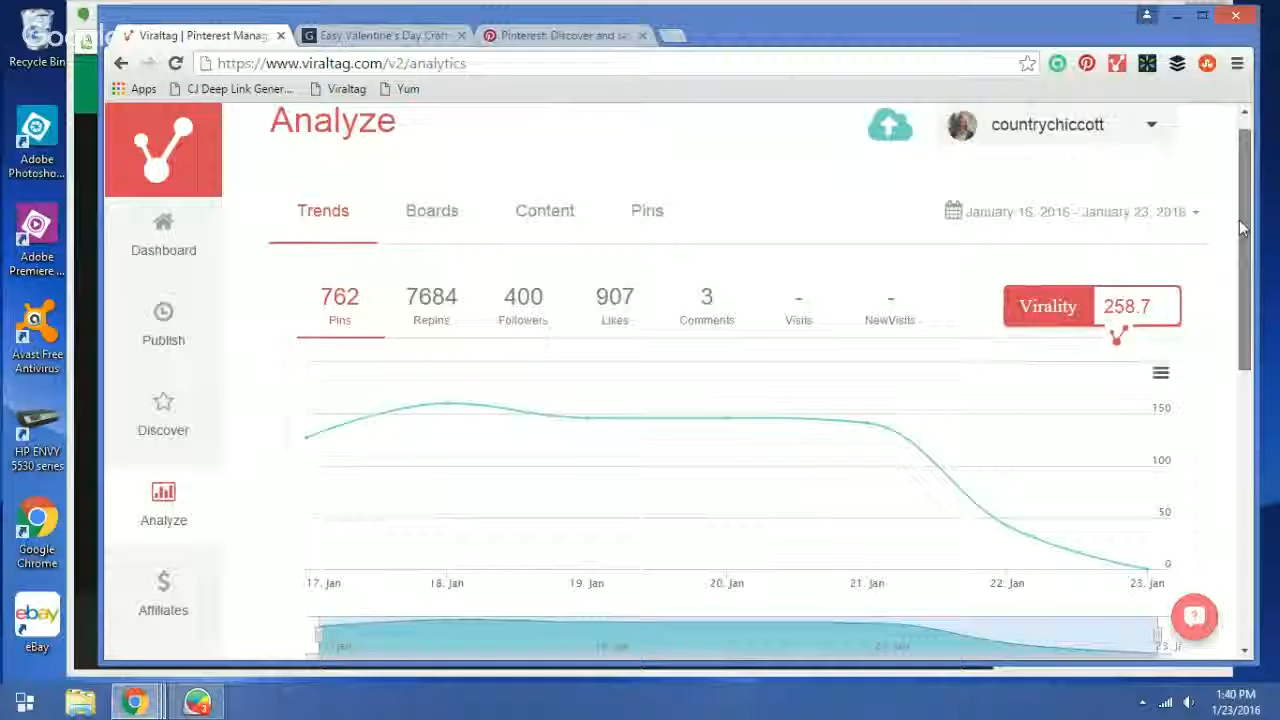 Google
Recycle Bin
Adobe
Photosho...
Adobe
Premiere ...
Avast Free
Antivirus
HP ENVY
5530 series
Google
Chrome
ebay
eBay
Viraltag | Pinterest Manag
Easy Valentine's Day Craft
Pinterest: Discover and sa
https://www.viraltag.com/v2/analytics
Apps
CJ Deep Link Gener...
Viraltag
Yum
Analyze
countrychiccott
Dashboard
Publish
Discover
Analyze
Affiliates
Trends Boards Content Pins
January 16, 2016 - January 23, 2016
762 7684 400 907 3 - -
Pins Repins Followers Likes Comments Visits NewVisits
Virality 258.7
150
100
50
0
17. Jan 18. Jan 19. Jan 20. Jan 21. Jan 22. Jan 23. Jan
1:40 PM
1/23/2016